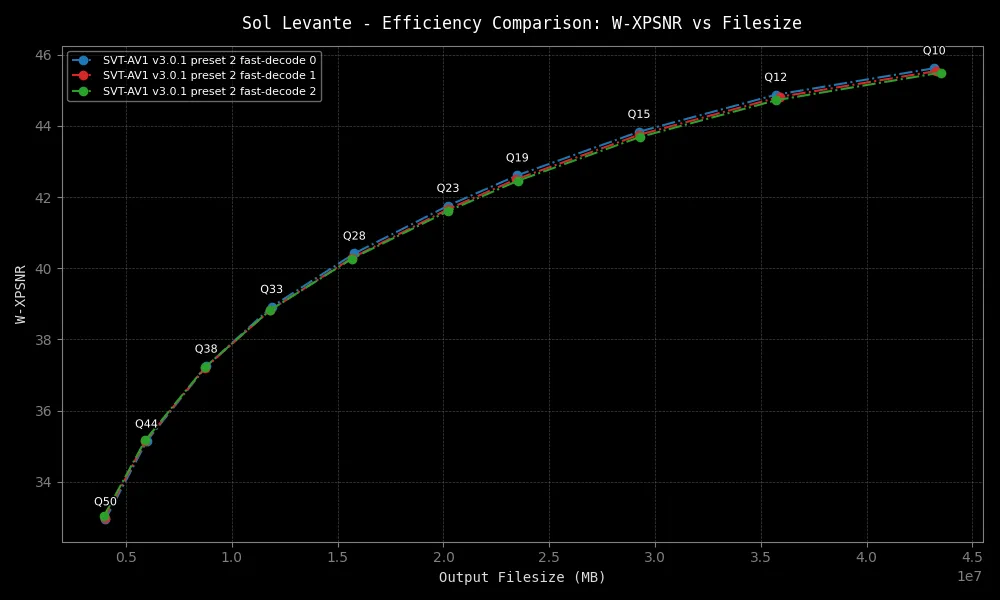 Sol Levante - Efficiency Comparison: W-XPSNR vs Filesize
SVT-AV1 v3.0.1 preset 2 fast-decode 0
SVT-AV1 v3.0.1 preset 2 fast-decode 1
SVT-AV1 v3.0.1 preset 2 fast-decode 2
Q10
Q12
Q15
Q19
Q23
Q28
Q33
Q38
Q44
Q50
W-XPSNR
46
44
42
40
38
36
34
0.5 1.0 1.5 2.0 2.5 3.0 3.5 4.0 4.5
1e7
Output Filesize (MB)